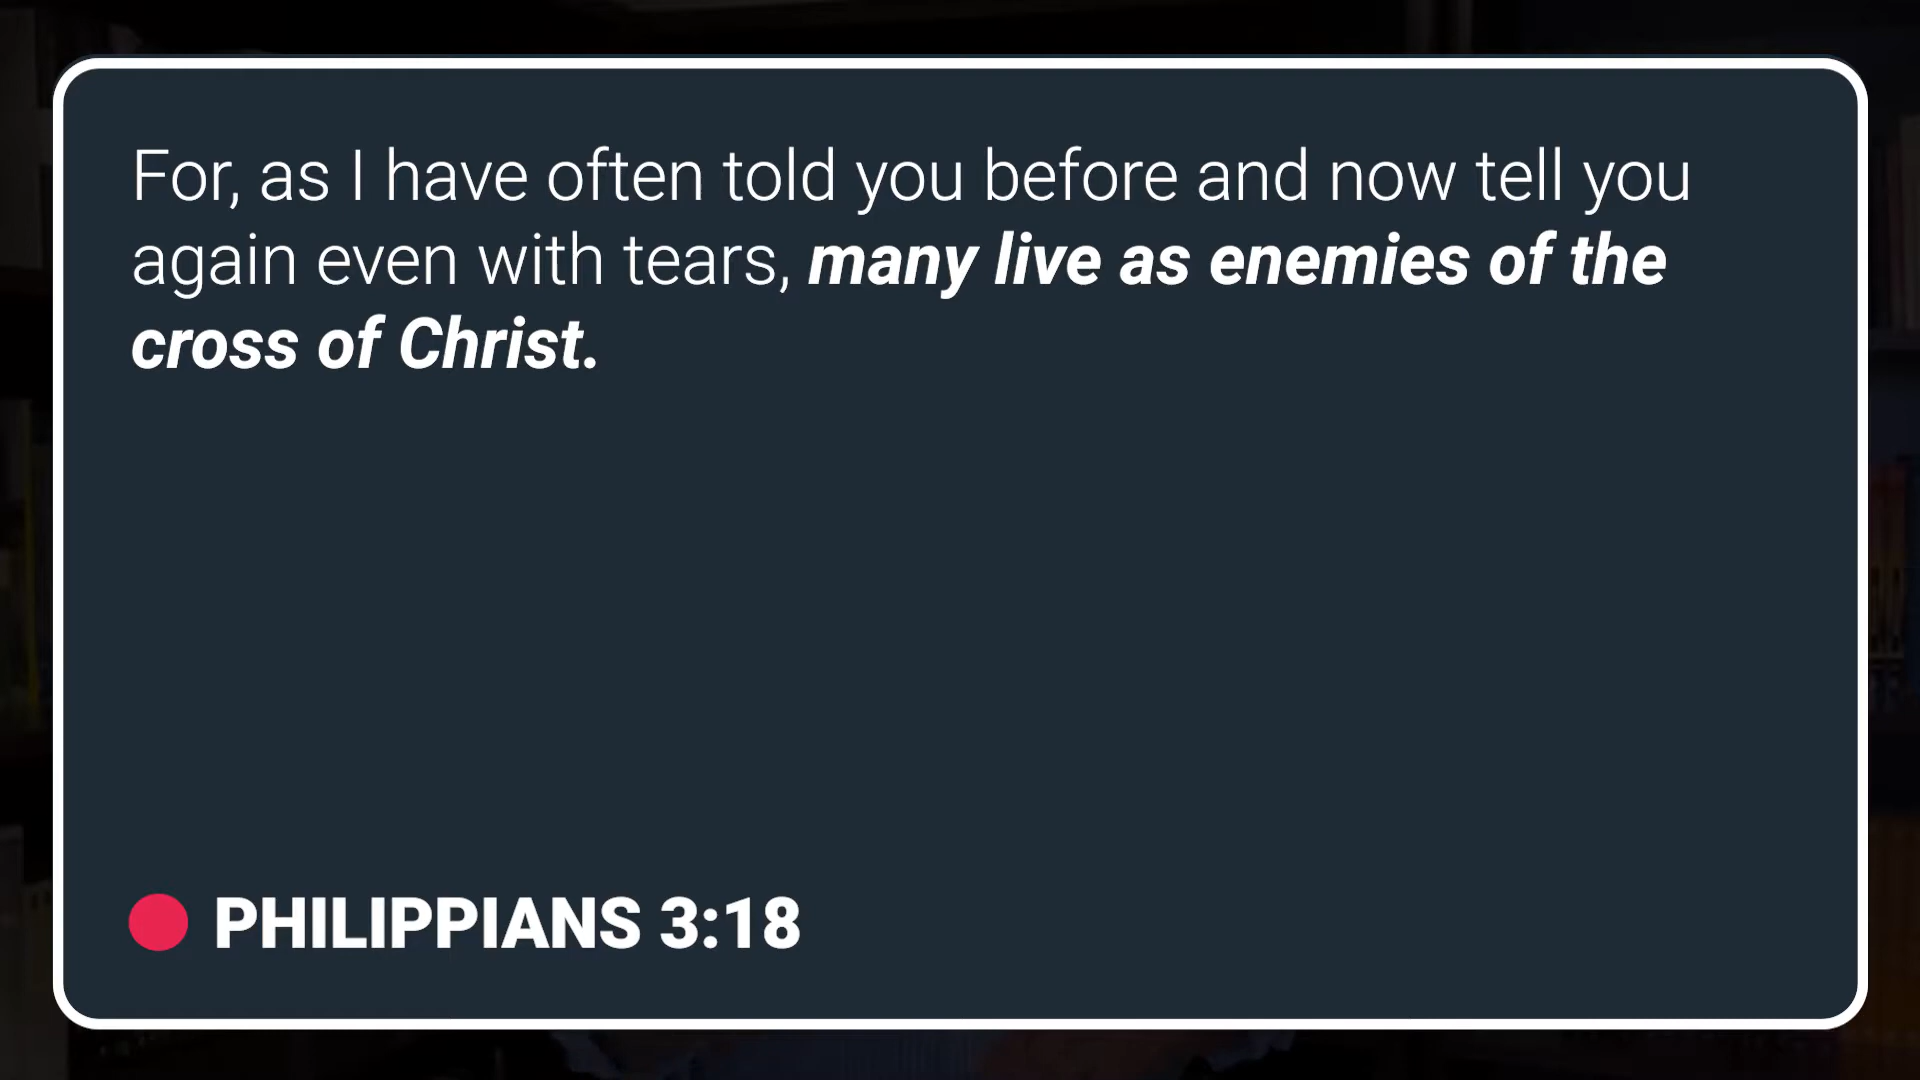 For, as I have often told you before and now tell you
again even with tears, many live as enemies of the
cross of Christ.
PHILIPPIANS 3:18